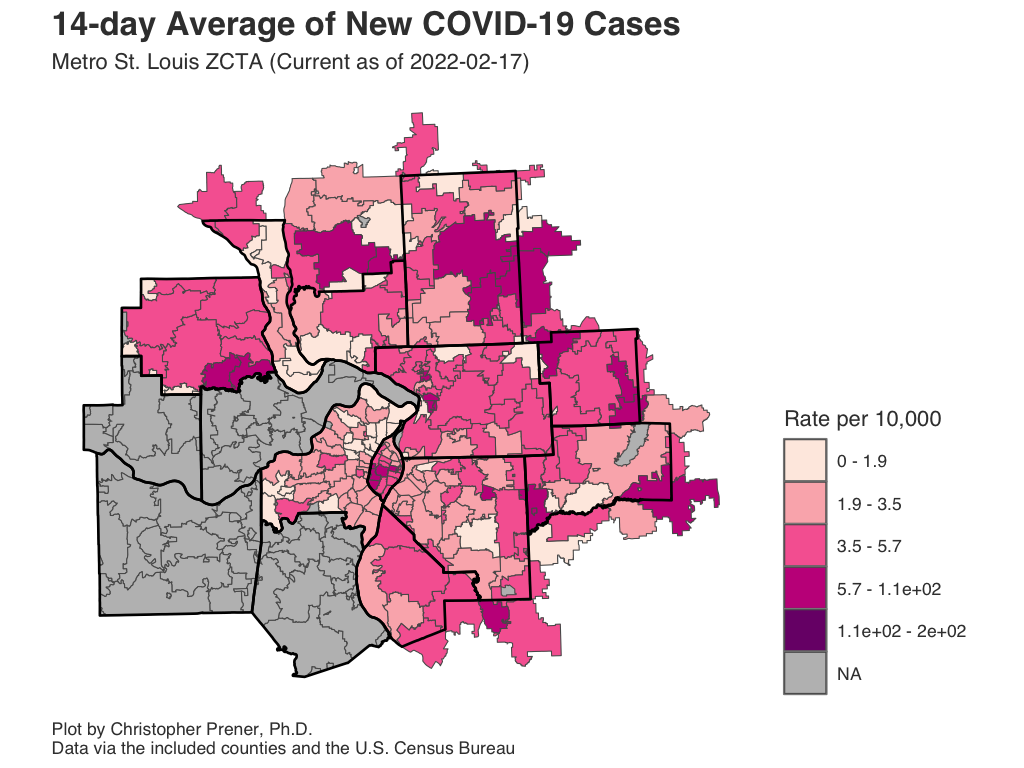 14-day Average of New COVID-19 Cases
Metro St. Louis ZCTA (Current as of 2022-02-17)
Rate per 10,000
0 - 1.9
1.9 - 3.5
3.5 - 5.7
5.7 - 1.1e+02
1.1e+02 - 2e+02
NA
Plot by Christopher Prener, Ph.D.
Data via the included counties and the U.S. Census Bureau